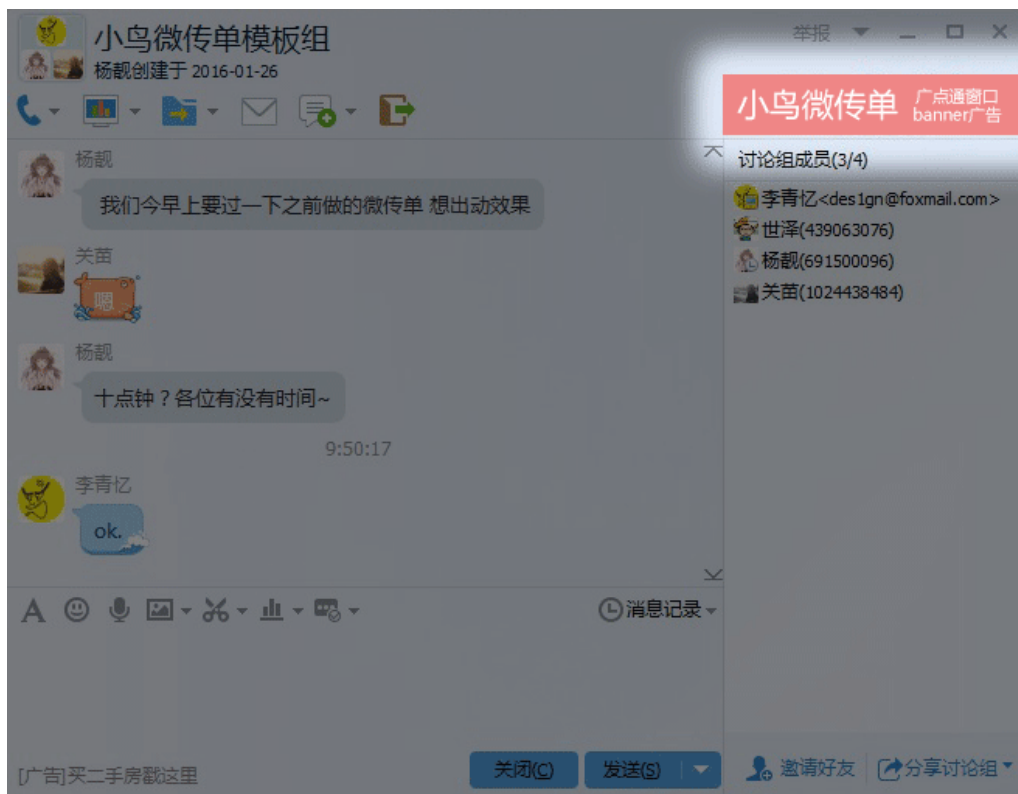 小鸟微传单模板组
杨靓创建于 2016-01-26
举报
小鸟微传单
广点通窗口
banner广告
杨靓
我们今早上要过一下之前做的微传单 想出动效果
关苗
嗯
杨靓
十点钟？各位有没有时间~
9:50:17
李青忆
ok.
讨论组成员(3/4)
李青忆<des1gn@foxmail.com>
世泽(439063076)
杨靓(691500096)
关苗(1024438484)
消息记录
[广告]买二手房戳这里
关闭(C)
发送(S)
邀请好友
分享讨论组